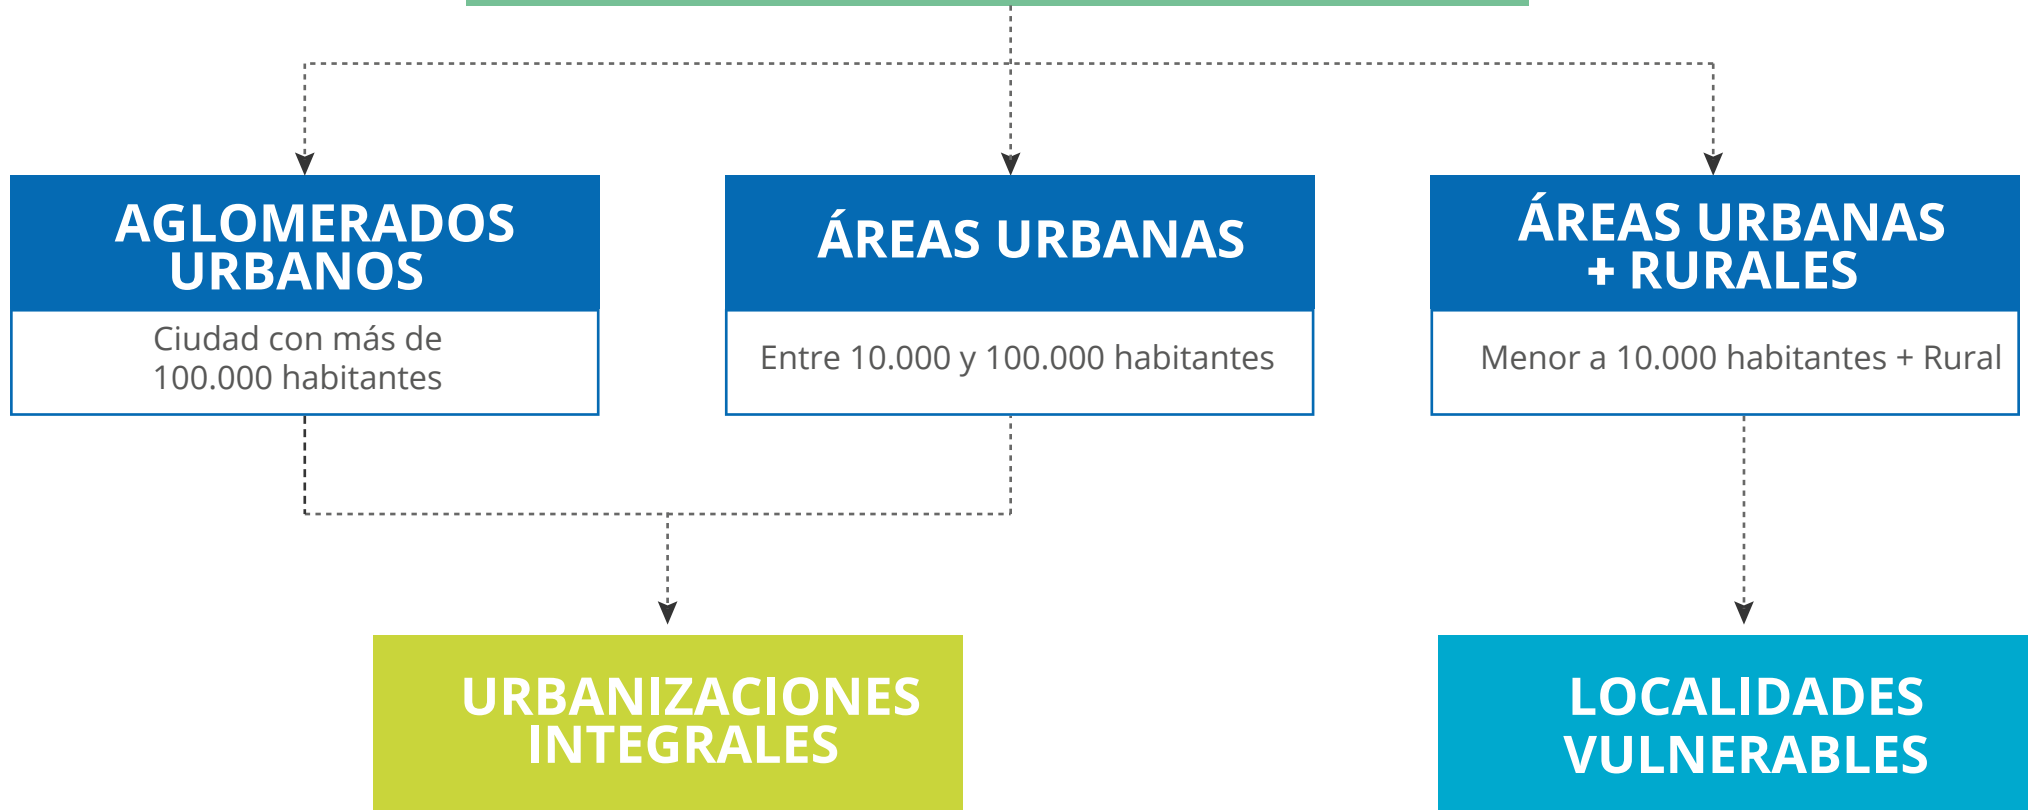 AGLOMERADOS
URBANOS
Ciudad con más de
100.000 habitantes
ÁREAS URBANAS
Entre 10.000 y 100.000 habitantes
ÁREAS URBANAS
+ RURALES
Menor a 10.000 habitantes + Rural
URBANIZACIONES
INTEGRALES
LOCALIDADES
VULNERABLES